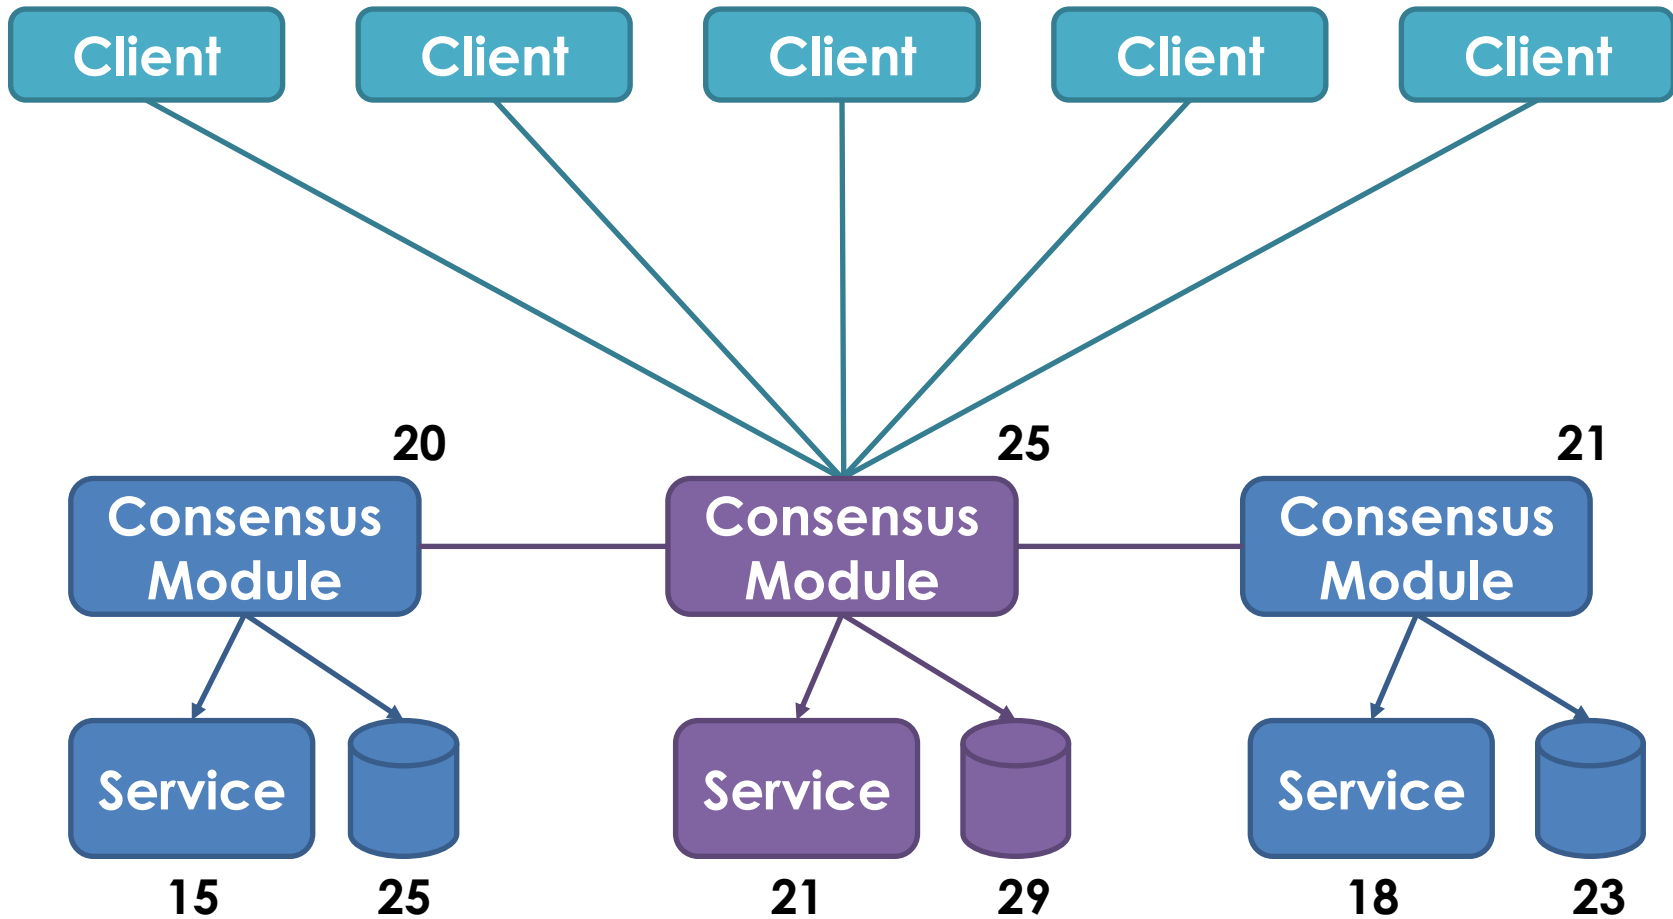 Client
Client
Client
Client
Client
20
25
21
Consensus
Module
Consensus
Module
Consensus
Module
Service
Service
Service
15
25
21
29
18
23